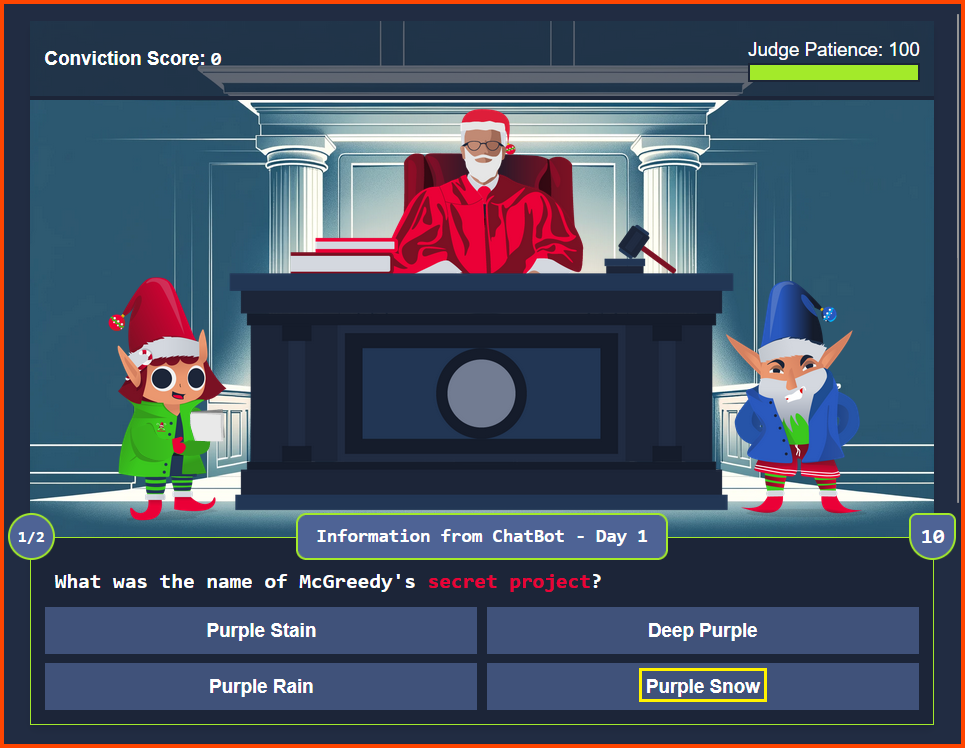 Conviction Score: 0
Judge Patience: 100
1/2
Information from ChatBot - Day 1
10
What was the name of McGreedy's secret project?
Purple Stain
Deep Purple
Purple Rain
Purple Snow